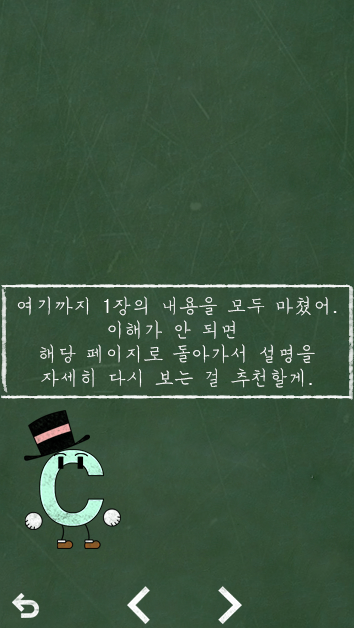 여기까지 1장의 내용을 모두 마쳤어.
이해가 안 되면
해당 페이지로 돌아가서 설명을
자세히 다시 보는 걸 추천할게.
C